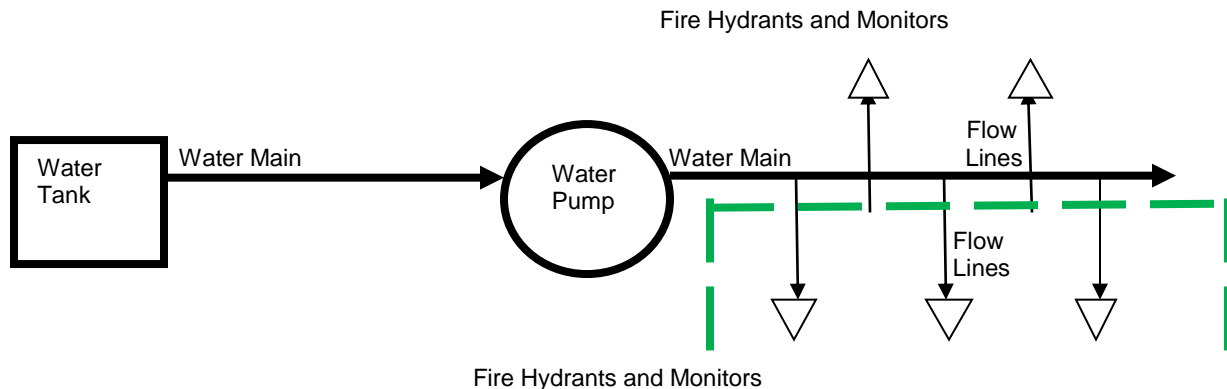 Fire Hydrants and Monitors
Water
Tank
Water Main
Water
Pump
Water Main
Flow
Lines
Flow
Lines
Fire Hydrants and Monitors